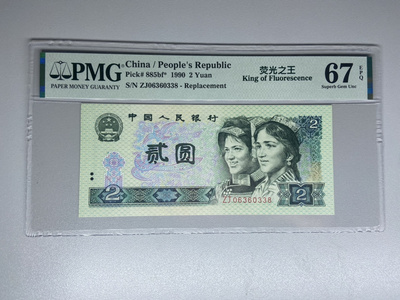 PMG
PAPER MONEY GUARANTY
China / People's Republic
Pick# 885bf* 1990 2 Yuan
S/N ZJ06360338 - Replacement
荧光之王
King of Fluorescence
67 EPQ
Superb Gem Unc
中国人民银行
贰圆
2
2
ZJ06360338